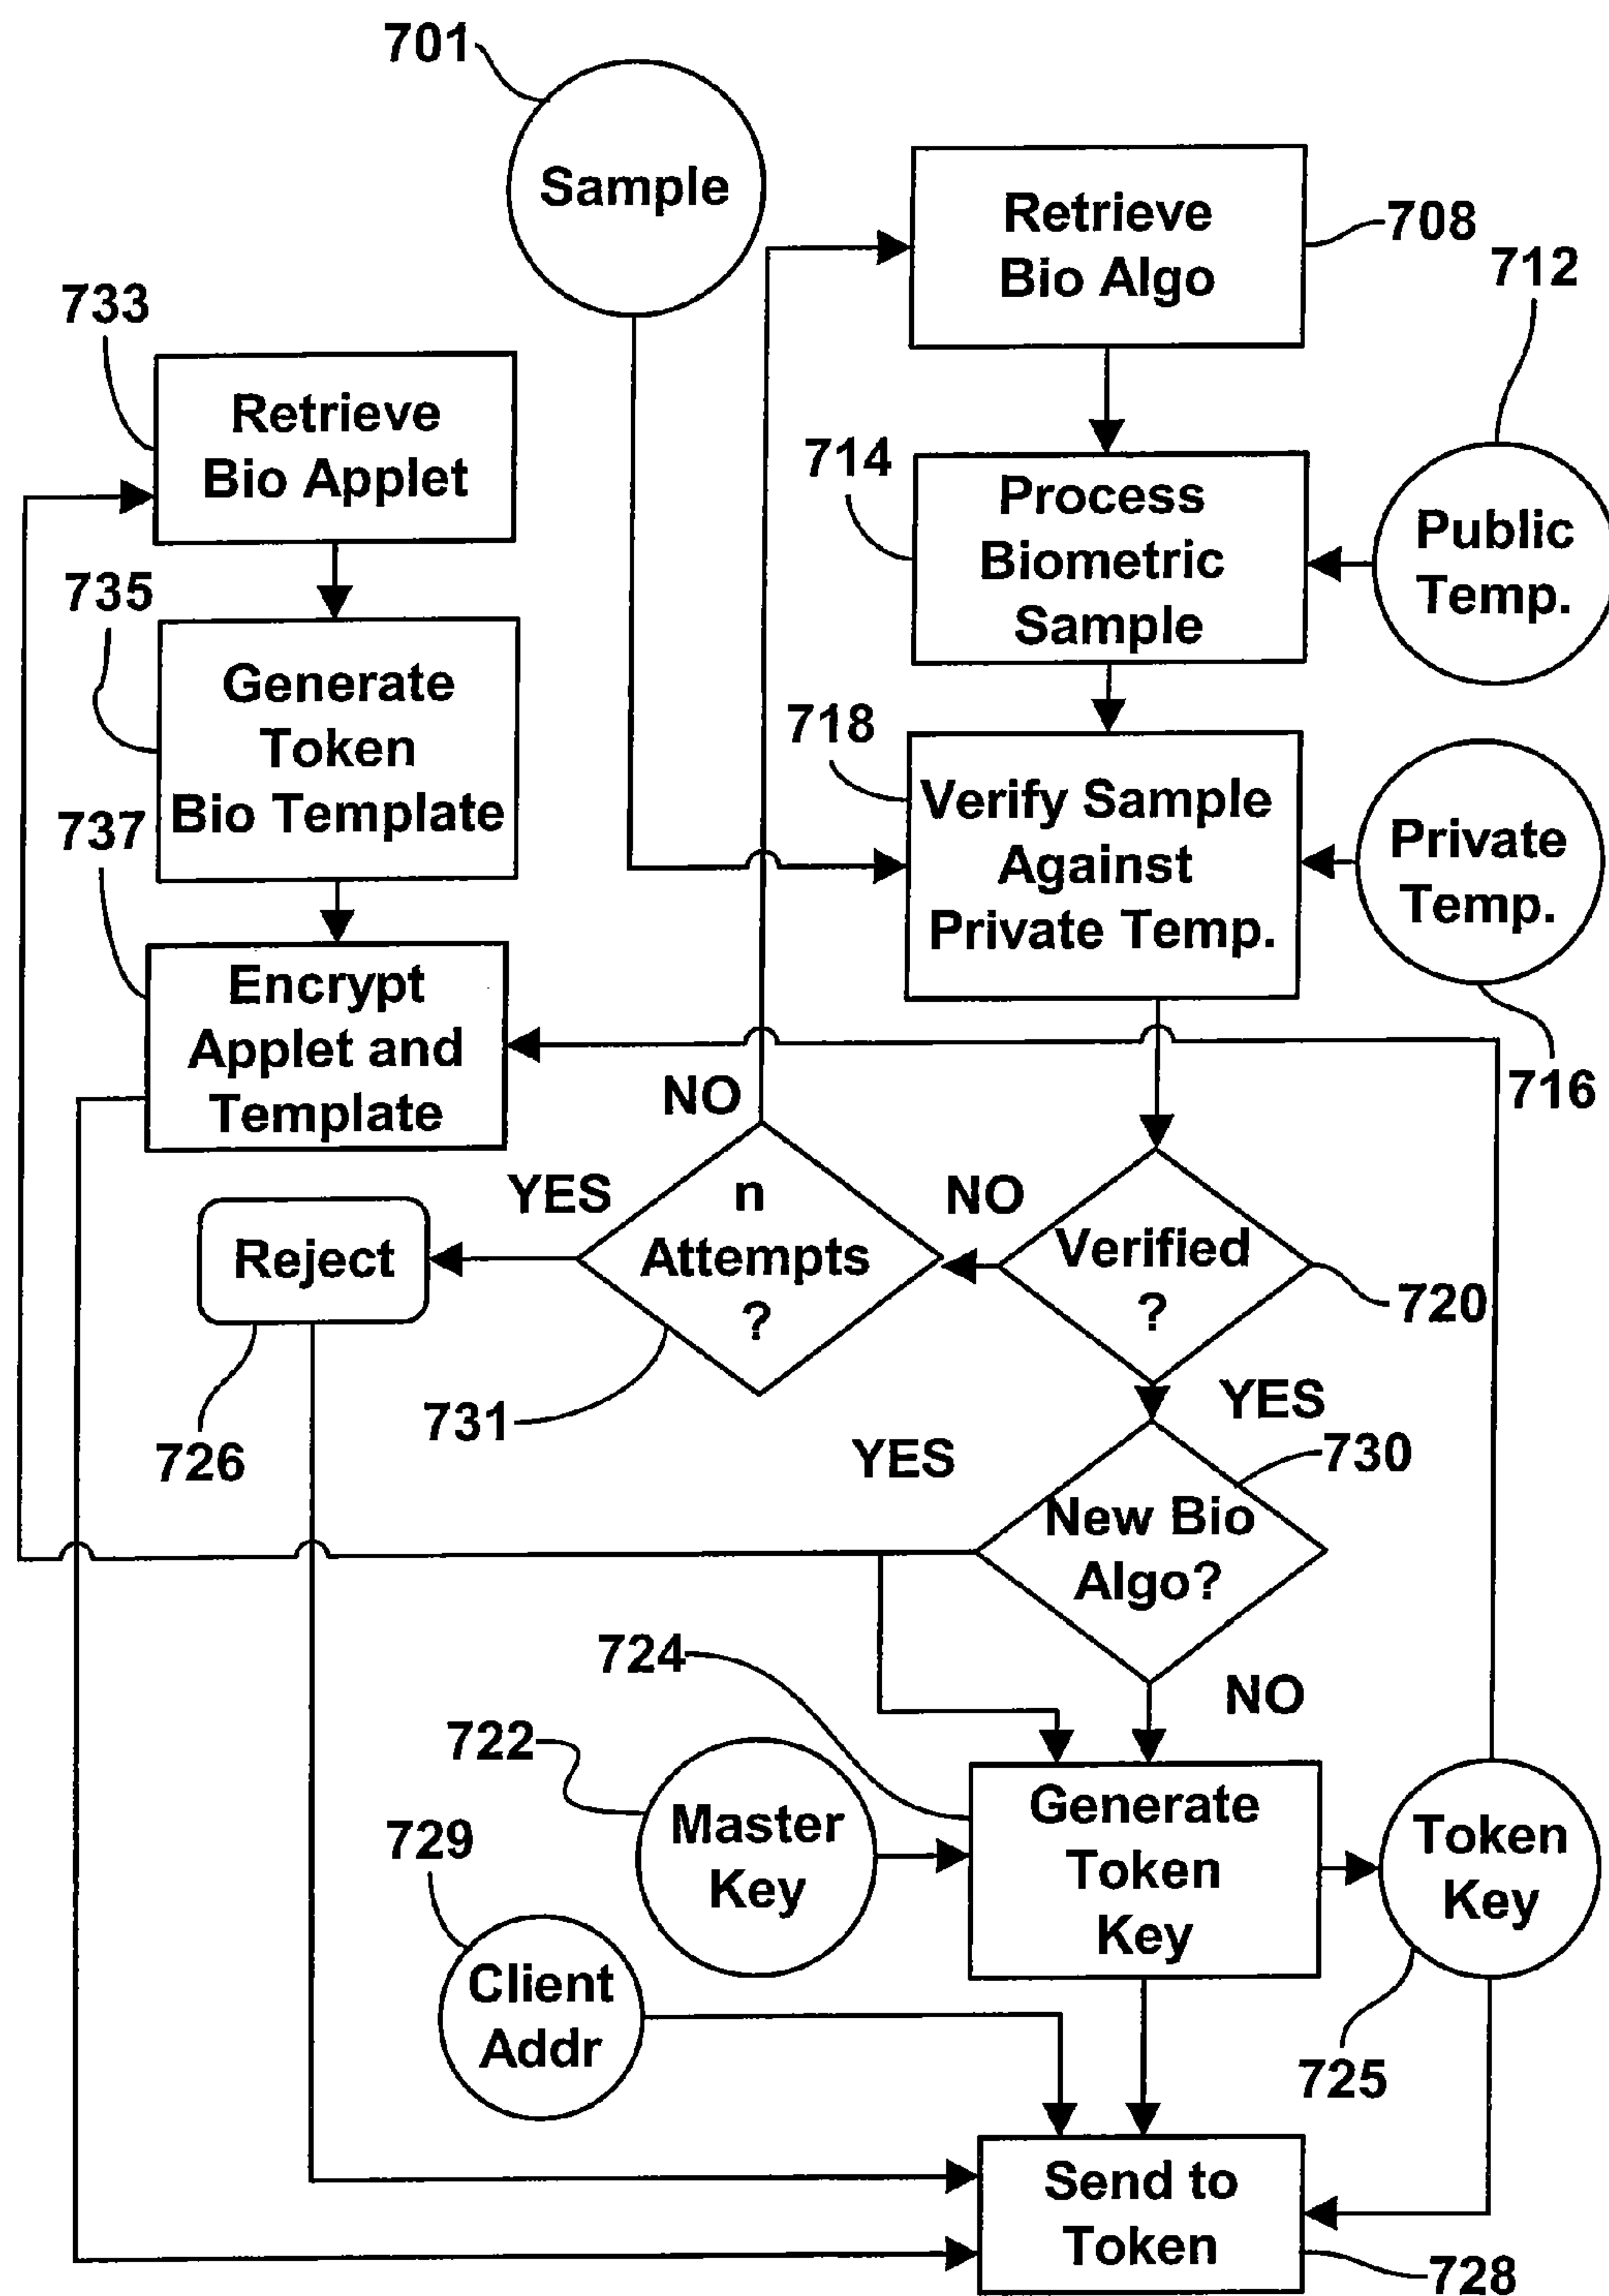 701
Sample
Retrieve
Bio Algo
708
712
733
Retrieve
Bio Applet
714
Process
Biometric
Sample
Public
Temp.
735
Generate
Token
Bio Template
718
Verify Sample
Against
Private Temp.
Private
Temp.
716
737
Encrypt
Applet and
Template
NO
YES
n
Attempts
?
NO
Verified
?
720
Reject
726
731
YES
YES
730
New Bio
Algo?
724
NO
722
Master
Key
Generate
Token
Key
Token
Key
729
Client
Addr
725
Send to
Token
728